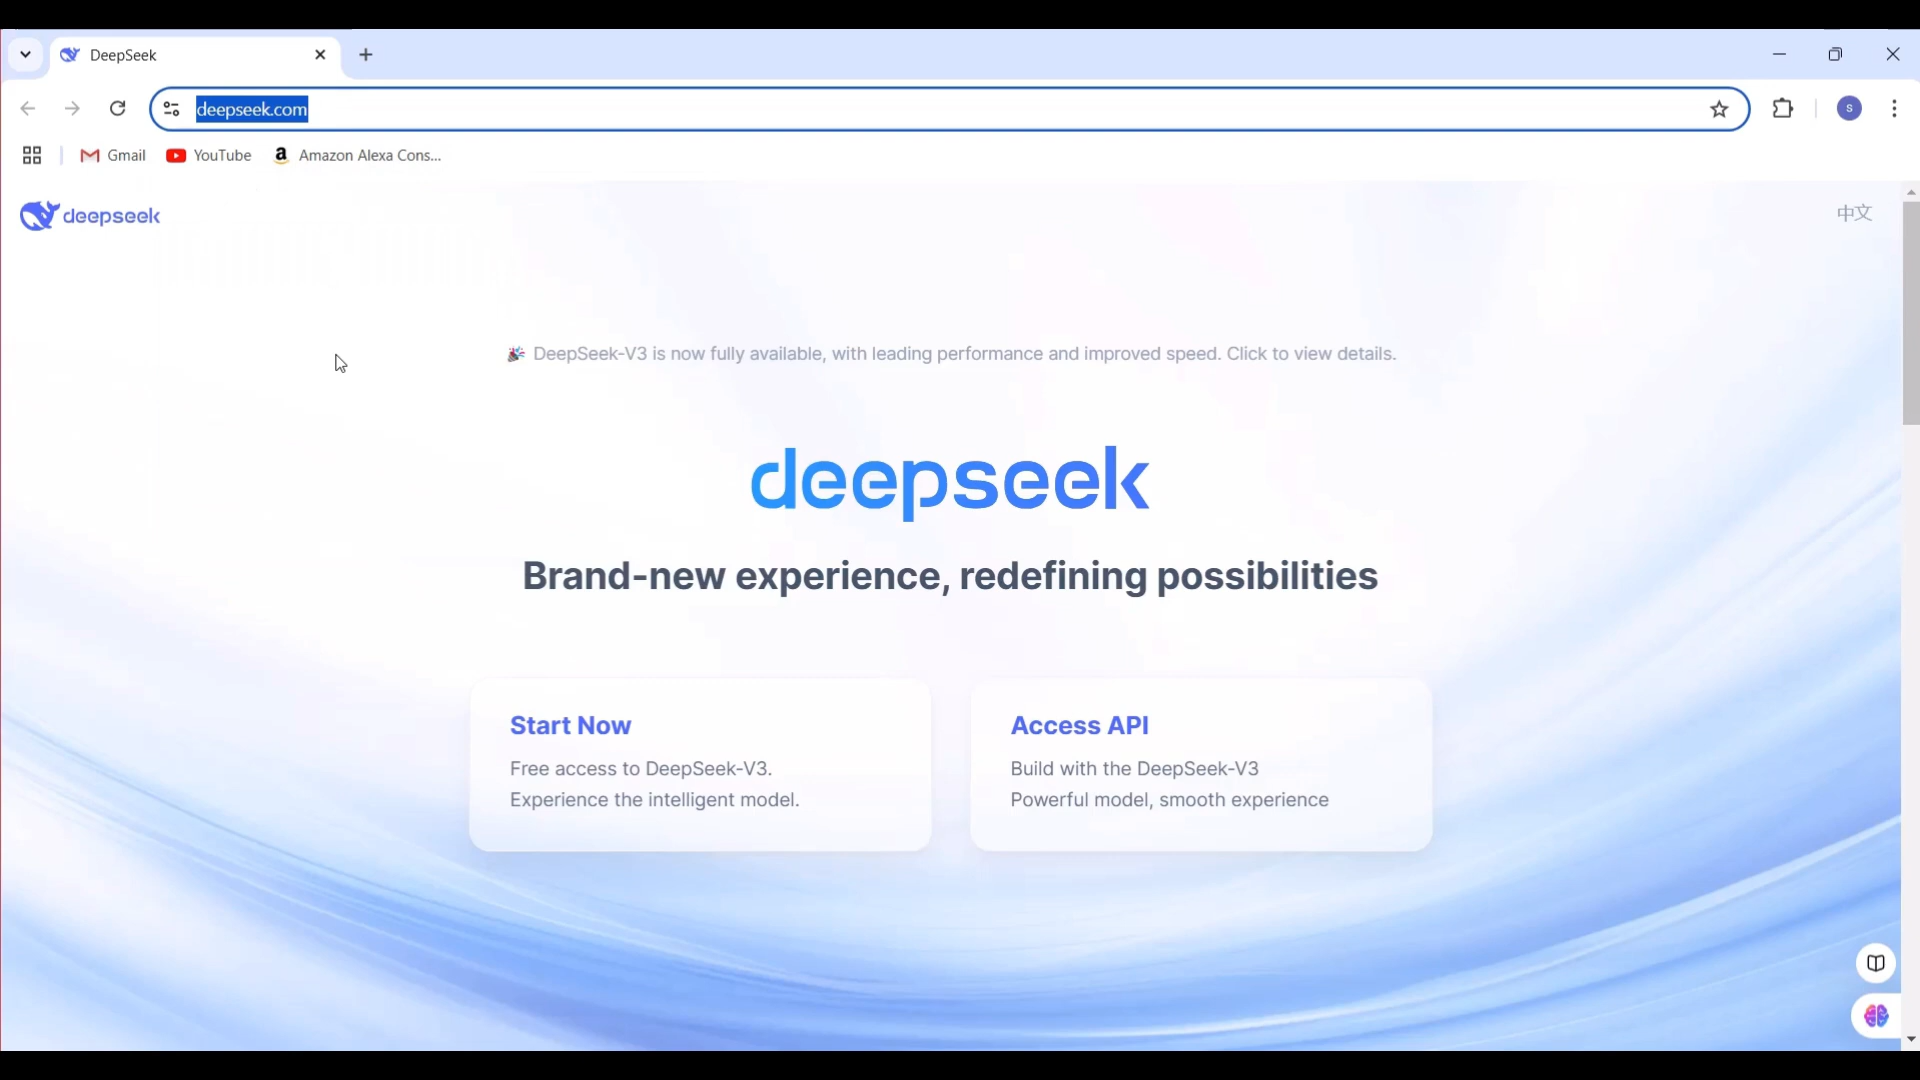 DeepSeek
deepseek.com
S
Gmail
YouTube
a
Amazon Alexa Cons...
deepseek
中文
🎉 DeepSeek-V3 is now fully available, with leading performance and improved speed. Click to view details.
deepseek
Brand-new experience, redefining possibilities
Start Now
Free access to DeepSeek-V3.
Experience the intelligent model.
Access API
Build with the DeepSeek-V3
Powerful model, smooth experience